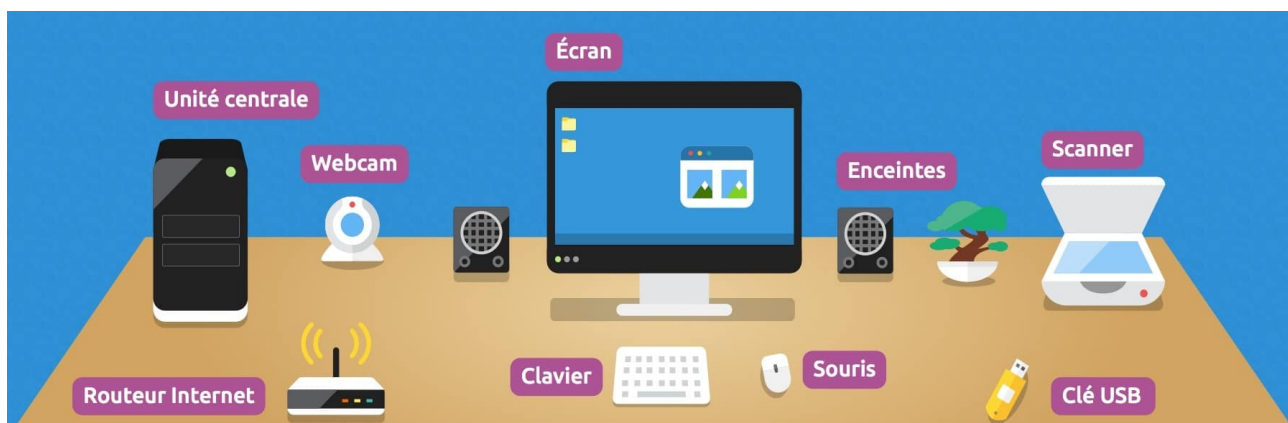 Écran
Unité centrale
Webcam
Enceintes
Scanner
Routeur Internet
Clavier
Souris
Clé USB